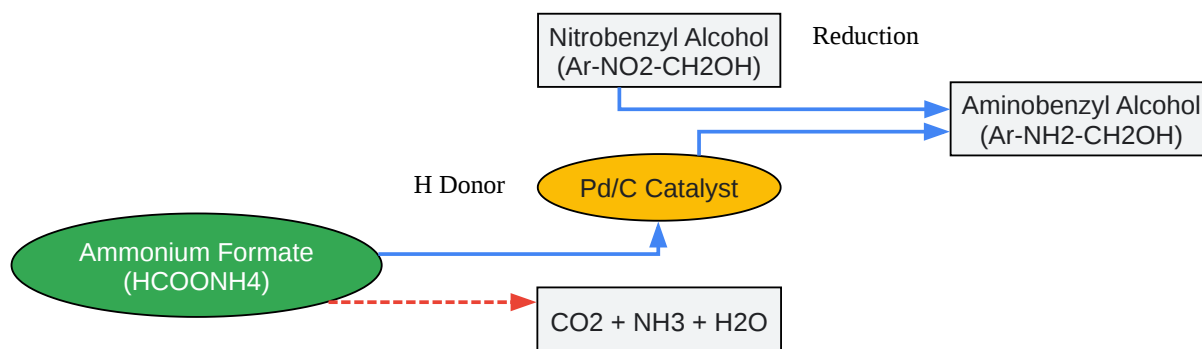 Nitrobenzyl Alcohol
(Ar-NO2-CH2OH)
Reduction
Aminobenzyl Alcohol
(Ar-NH2-CH2OH)
H Donor
Pd/C Catalyst
Ammonium Formate
(HCOONH4)
CO2 + NH3 + H2O